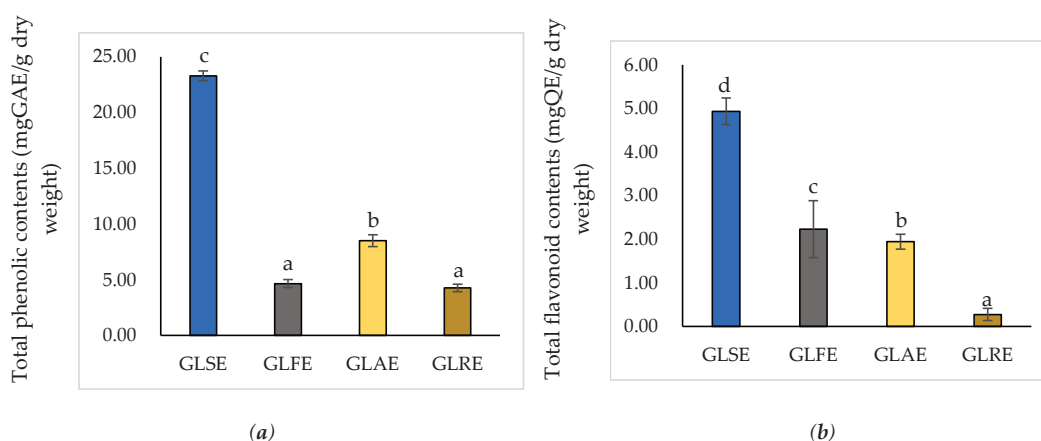 Total phenolic contents (mgGAE/g dry
weight)
25.00
20.00
15.00
10.00
5.00
0.00
c
a
b
a
GLSE GLFE GLAE GLRE
(a)
Total flavonoid contents (mgQE/g dry
weight)
6.00
5.00
4.00
3.00
2.00
1.00
0.00
d
c
b
a
GLSE GLFE GLAE GLRE
(b)